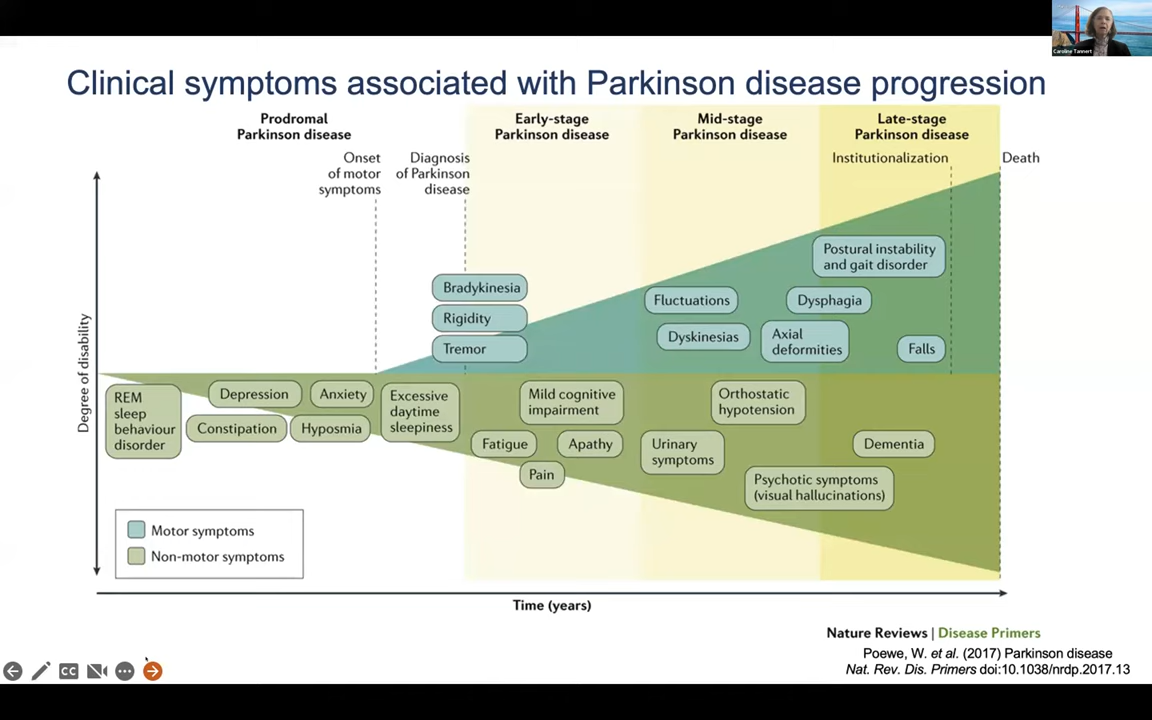 Caroline Tanner
Clinical symptoms associated with Parkinson disease progression
Prodromal
Parkinson disease
Early-stage
Parkinson disease
Mid-stage
Parkinson disease
Late-stage
Parkinson disease
Onset
of motor
symptoms
Diagnosis
of Parkinson
disease
Institutionalization
Death
Degree of disability
Bradykinesia
Rigidity
Tremor
Fluctuations
Dyskinesias
Postural instability
and gait disorder
Dysphagia
Axial
deformities
Falls
REM
sleep
behaviour
disorder
Depression
Anxiety
Constipation
Hyposmia
Excessive
daytime
sleepiness
Mild cognitive
impairment
Fatigue
Apathy
Pain
Urinary
symptoms
Orthostatic
hypotension
Psychotic symptoms
(visual hallucinations)
Dementia
Motor symptoms
Non-motor symptoms
Time (years)
Nature Reviews | Disease Primers
Poewe, W. et al. (2017) Parkinson disease
Nat. Rev. Dis. Primers doi:10.1038/nrdp.2017.13
CC